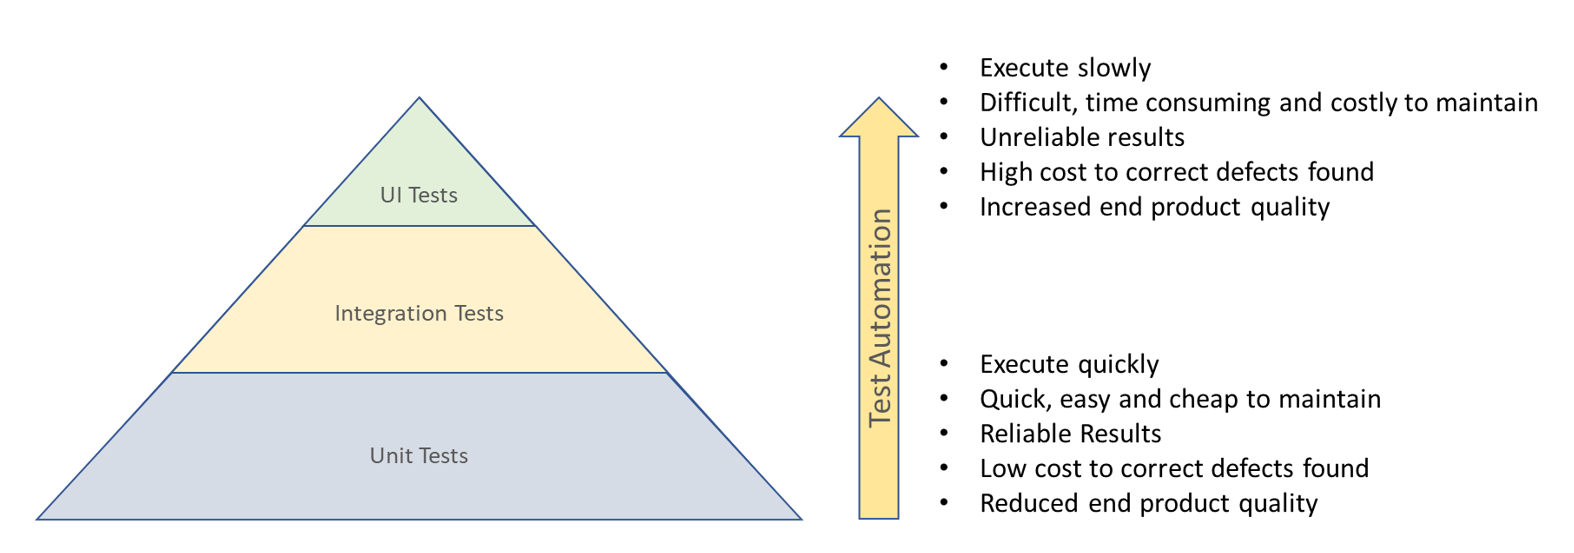 UI Tests
Integration Tests
Unit Tests
Test Automation
• Execute slowly
• Difficult, time consuming and costly to maintain
• Unreliable results
• High cost to correct defects found
• Increased end product quality
• Execute quickly
• Quick, easy and cheap to maintain
• Reliable Results
• Low cost to correct defects found
• Reduced end product quality